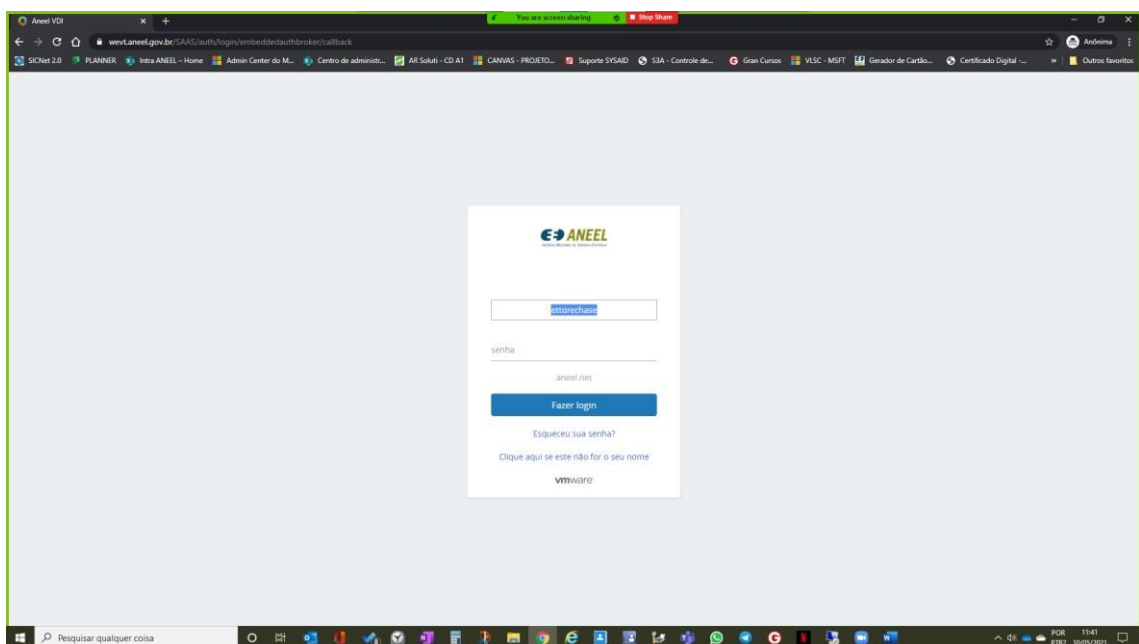 Aneel VDI
You are screen sharing
Stop Share
wevt.aneel.gov.br/SAAS/auth/login/embeddedauthbroker/callback
Anônima
SICNet 2.0
PLANNER
Intra ANEEL – Home
Admin Center do M...
Centro de administr...
AR Soluti - CD A1
CANVAS - PROJETO...
Suporte SYSAID
S3A - Controle de...
Gran Cursos
VLSC - MSFT
Gerador de Cartão...
Certificado Digital -...
Outros favoritos
ANEEL
ettorechase
senha
aneel.net
Fazer login
Esqueceu sua senha?
Clique aqui se este não for o seu nome
vmware
Pesquisar qualquer coisa
POR
11:41
PTB2
10/05/2021